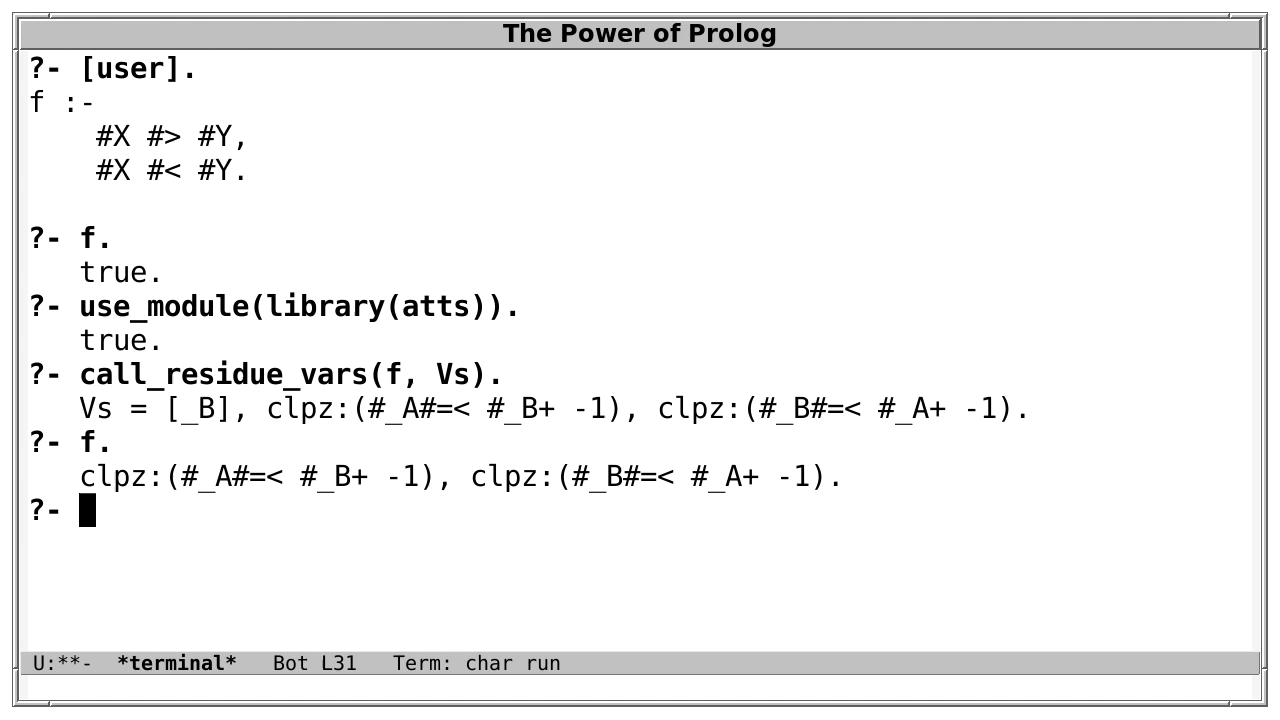 The Power of Prolog
?- [user].
f :-
    #X #> #Y,
    #X #< #Y.
?- f.
   true.
?- use_module(library(atts)).
   true.
?- call_residue_vars(f, Vs).
   Vs = [_B], clpz:(#_A#=< #_B+ -1), clpz:(#_B#=< #_A+ -1).
?- f.
   clpz:(#_A#=< #_B+ -1), clpz:(#_B#=< #_A+ -1).
?-
U:**-  *terminal*   Bot L31   Term: char run